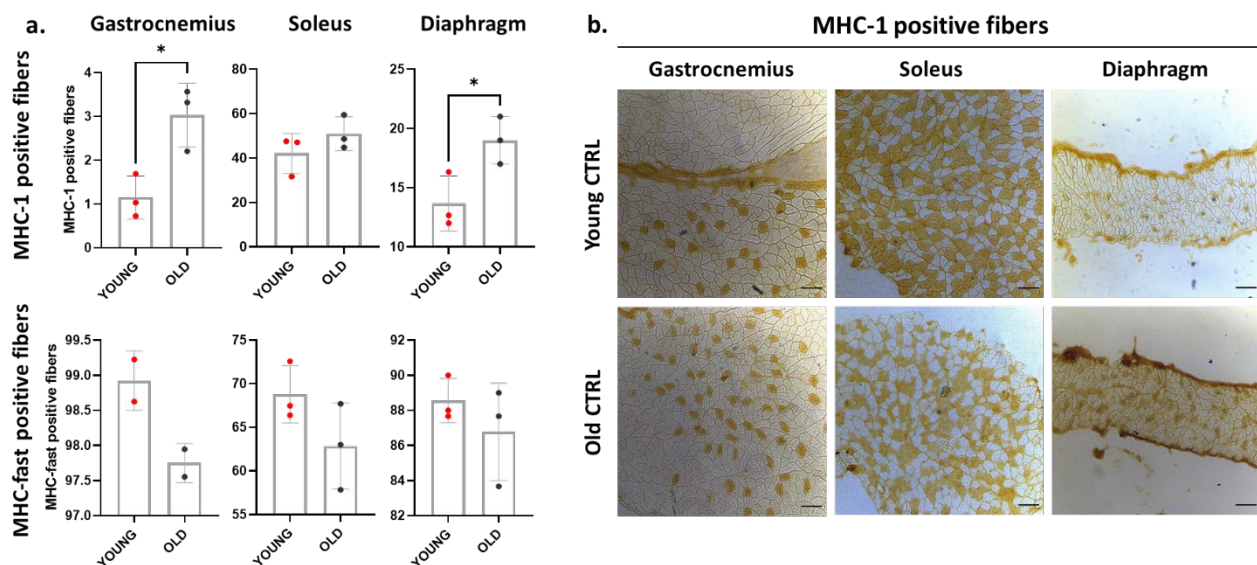 a.
Gastrocnemius
Soleus
Diaphragm
MHC-1 positive fibers
MHC-1 positive fibers
4
3
2
1
0
*
YOUNG
OLD
80
60
40
20
0
YOUNG
OLD
25
20
15
10
*
YOUNG
OLD
MHC-fast positive fibers
MHC-fast positive fibers
99.5
99.0
98.5
98.0
97.5
97.0
YOUNG
OLD
75
70
65
60
55
YOUNG
OLD
92
90
88
86
84
82
YOUNG
OLD
b.
MHC-1 positive fibers
Gastrocnemius
Soleus
Diaphragm
Young CTRL
Old CTRL